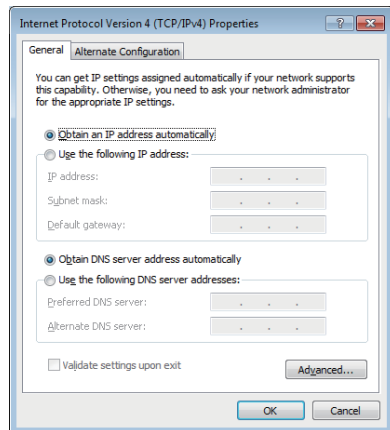 Internet Protocol Version 4 (TCP/IPv4) Properties
General Alternate Configuration
You can get IP settings assigned automatically if your network supports
this capability. Otherwise, you need to ask your network administrator
for the appropriate IP settings.
Obtain an IP address automatically
Use the following IP address:
IP address:
Subnet mask:
Default gateway:
Obtain DNS server address automatically
Use the following DNS server addresses:
Preferred DNS server:
Alternate DNS server:
Validate settings upon exit
Advanced...
OK Cancel